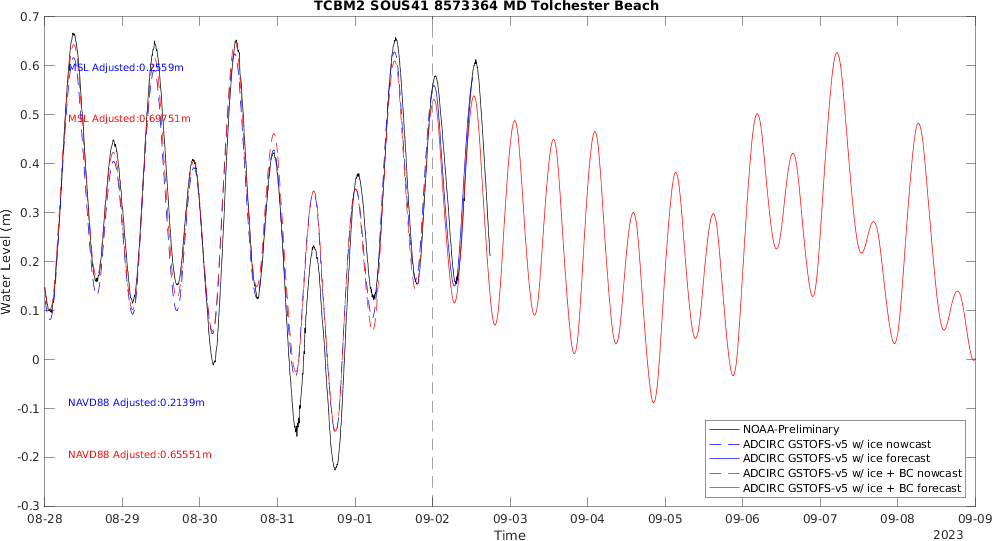 TCBM2 SOUS41 8573364 MD Tolchester Beach
0.7
0.6
0.5
0.4
0.3
0.2
0.1
0
-0.1
-0.2
-0.3
Water Level (m)
MSL Adjusted:0.2559m
MSL Adjusted:0.69751m
NAVD88 Adjusted:0.2139m
NAVD88 Adjusted:0.65551m
NOAA-Preliminary
ADCIRC GSTOFS-v5 w/ ice nowcast
ADCIRC GSTOFS-v5 w/ ice forecast
ADCIRC GSTOFS-v5 w/ ice + BC nowcast
ADCIRC GSTOFS-v5 w/ ice + BC forecast
08-28 08-29 08-30 08-31 09-01 09-02 09-03 09-04 09-05 09-06 09-07 09-08 09-09
Time
2023